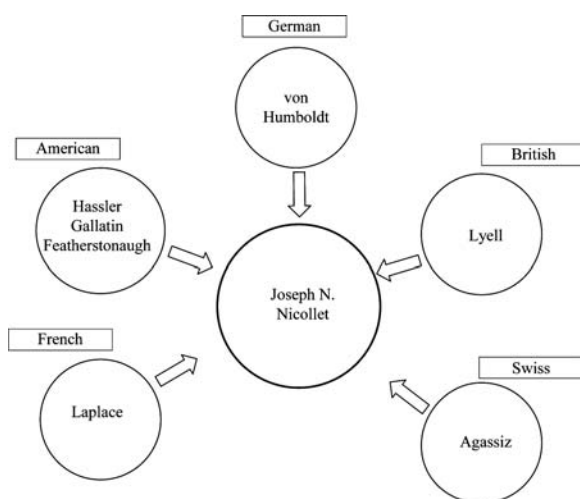 German
von
Humboldt
American
Hassler
Gallatin
Featherstonaugh
British
Lyell
Joseph N.
Nicollet
French
Laplace
Swiss
Agassiz